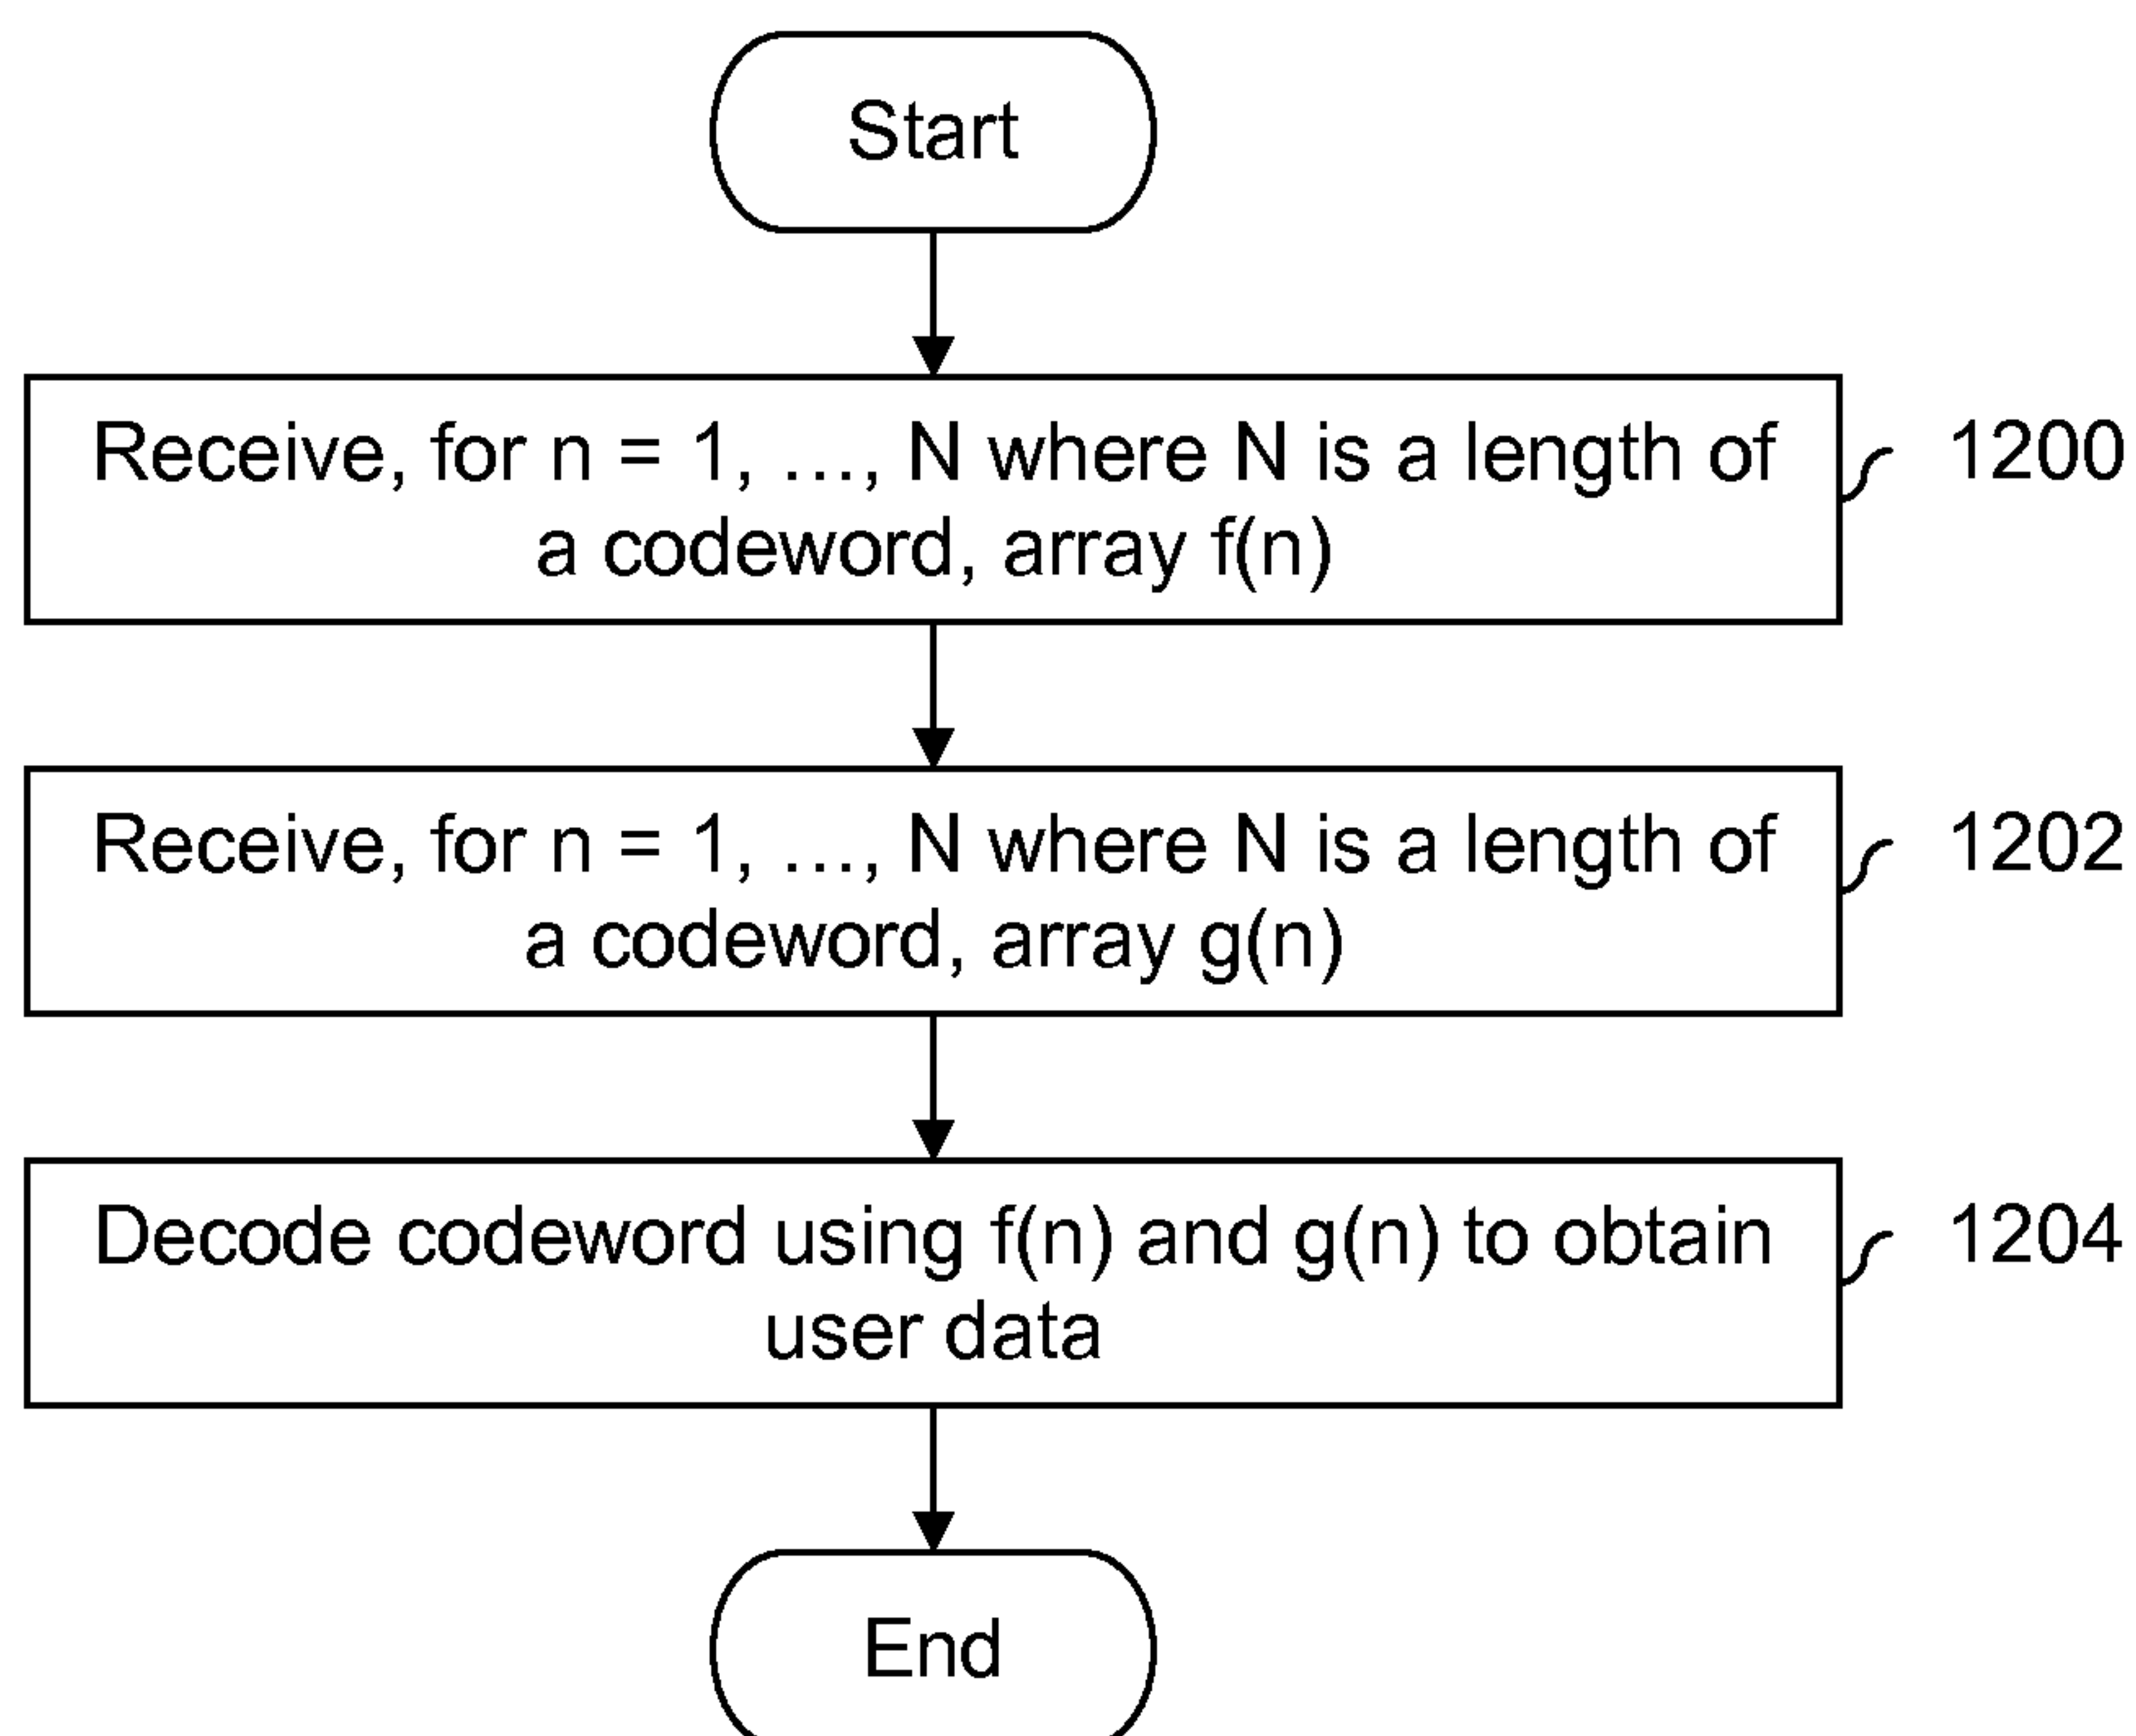 Start
Receive, for n = 1, ..., N where N is a length of
a codeword, array f(n)
1200
Receive, for n = 1, ..., N where N is a length of
a codeword, array g(n)
1202
Decode codeword using f(n) and g(n) to obtain
user data
1204
End